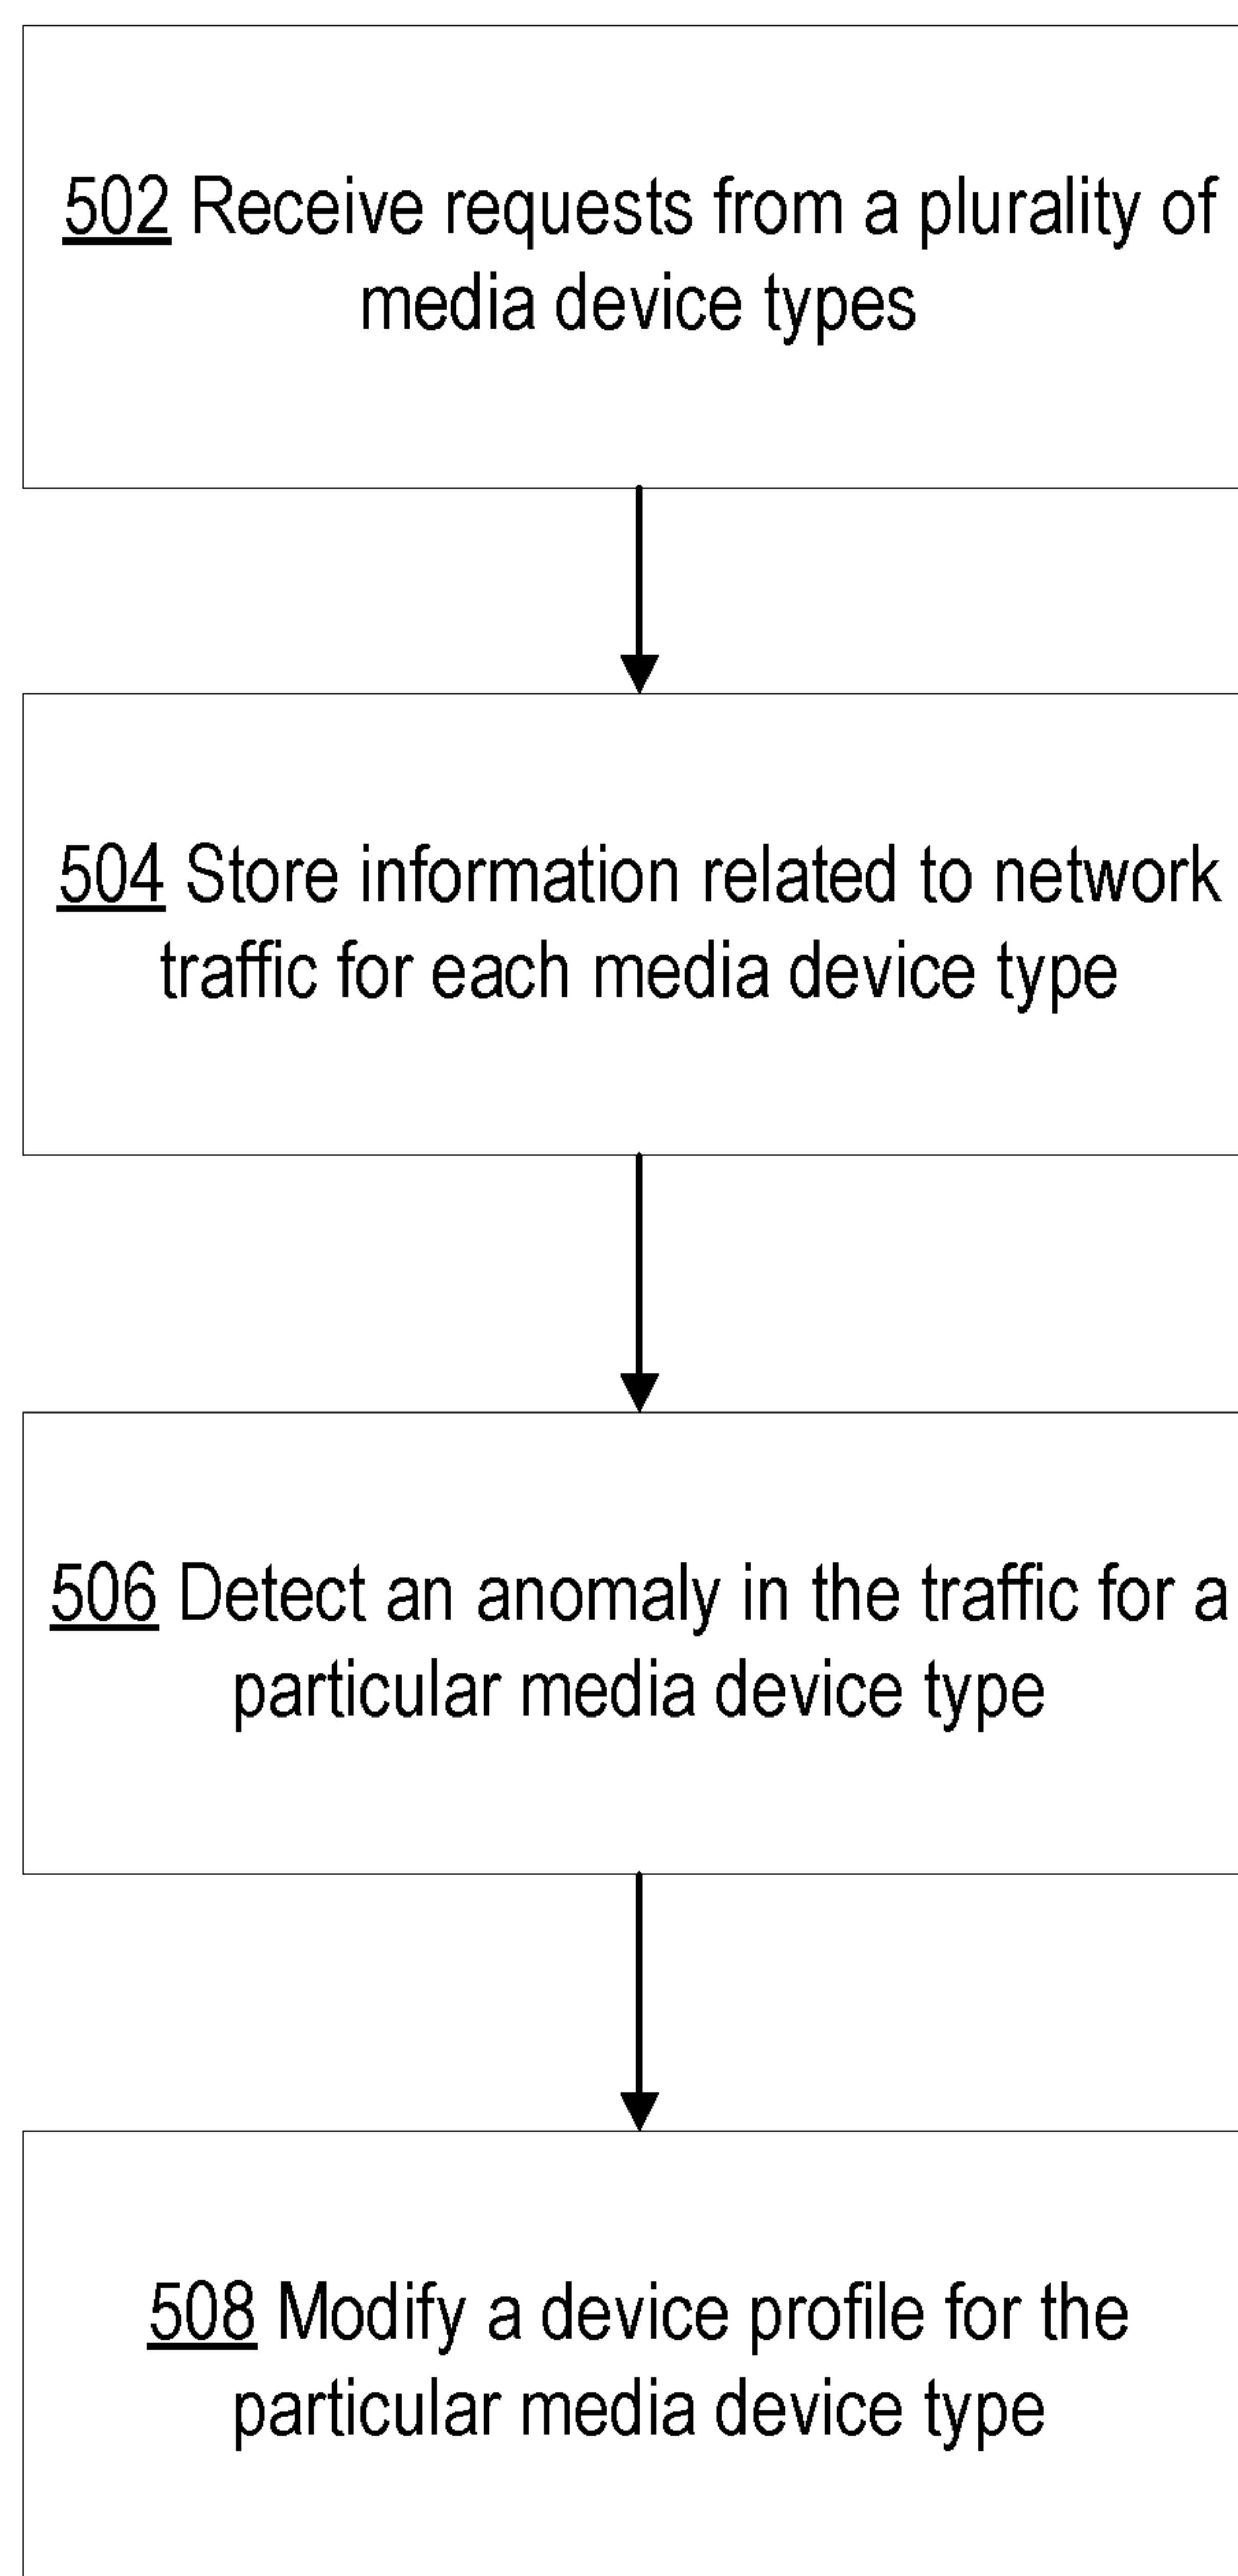 502 Receive requests from a plurality of
media device types
504 Store information related to network
traffic for each media device type
506 Detect an anomaly in the traffic for a
particular media device type
508 Modify a device profile for the
particular media device type